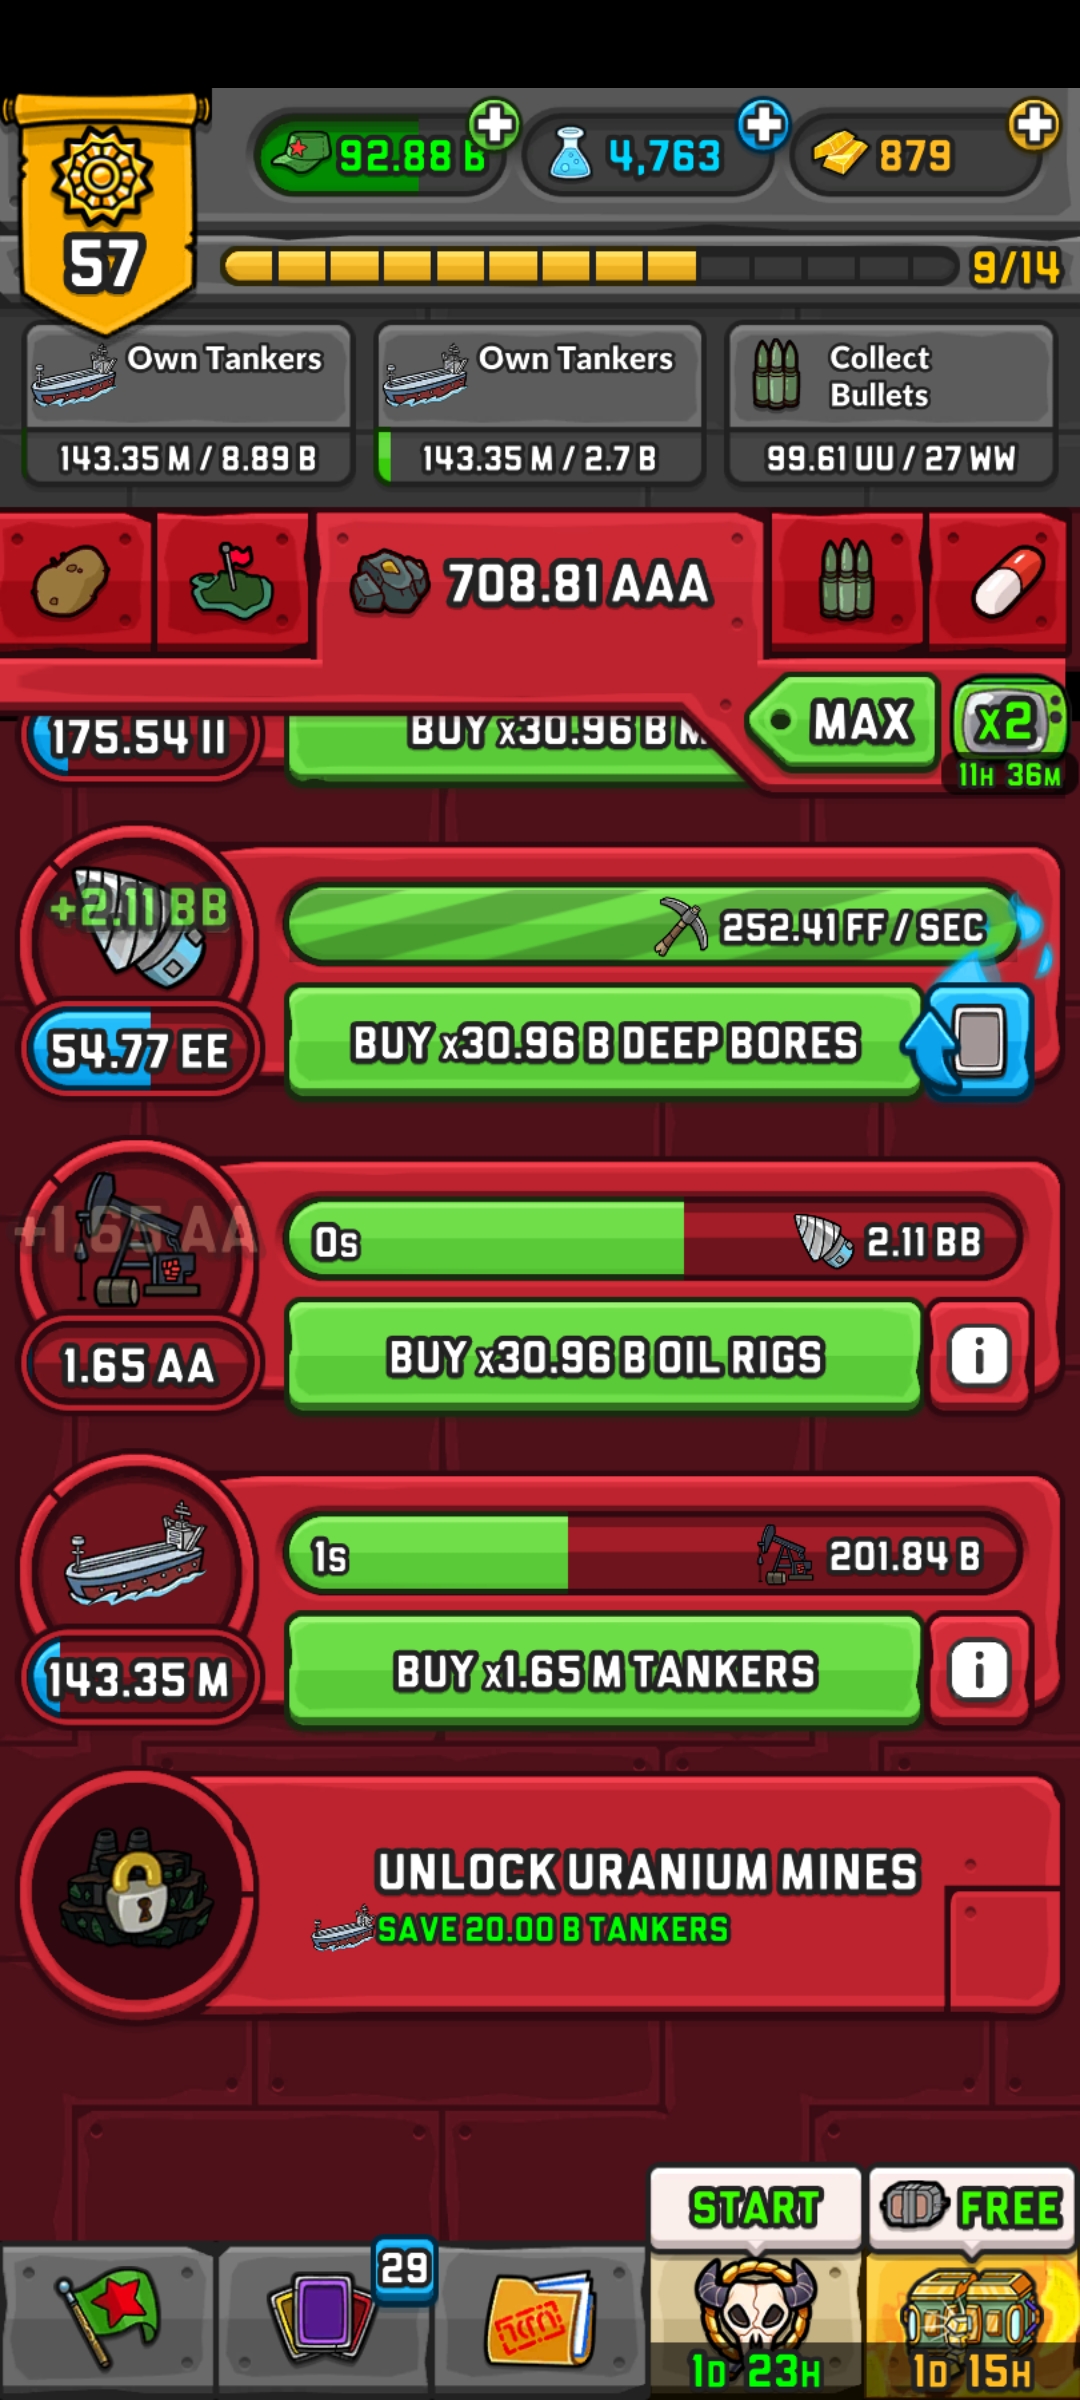 92.88 B
4,763
879
57
9/14
Own Tankers
143.35 M / 8.89 B
Own Tankers
143.35 M / 2.7 B
Collect
Bullets
99.61 UU / 27 WW
708.81 AAA
MAX
x2
11H 36M
175.54 II
BUY x30.96 B M
+2.11 BB
252.41 FF / SEC
54.77 EE
BUY x30.96 B DEEP BORES
+1.65 AA
0s
2.11 BB
1.65 AA
BUY x30.96 B OIL RIGS
i
1s
201.84 B
143.35 M
BUY x1.65 M TANKERS
i
UNLOCK URANIUM MINES
SAVE 20.00 B TANKERS
START
FREE
29
1D 23H
1D 15H